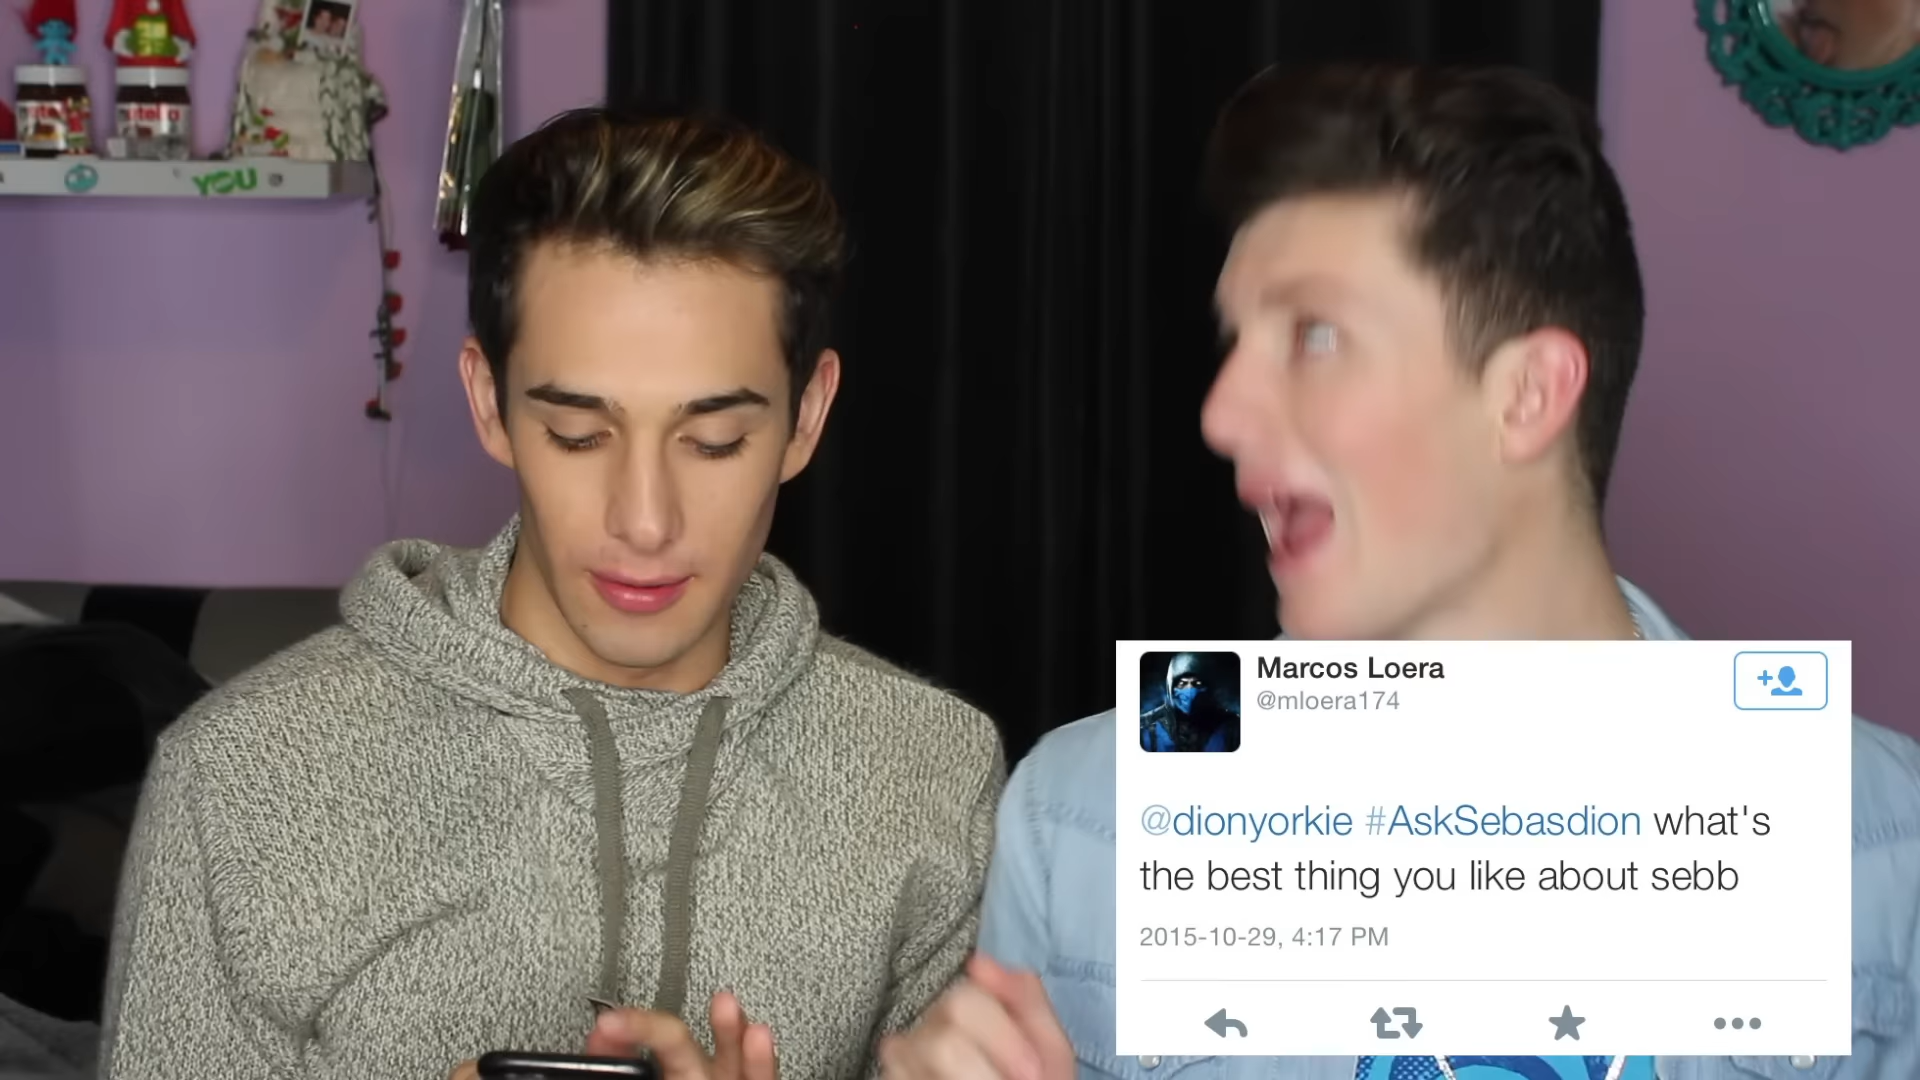 nutella
YOU
Marcos Loera
@mloera174
@dionyorkie #AskSebasdion what's
the best thing you like about sebb
2015-10-29, 4:17 PM